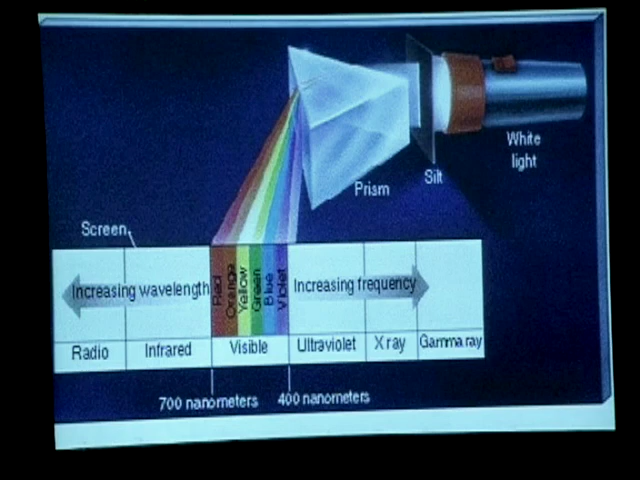 White
light
Silt
Prism
Screen
Increasing wavelength
Red
Orange
Yellow
Green
Blue
Violet
Increasing frequency
Radio
Infrared
Visible
Ultraviolet
X ray
Gamma ray
700 nanometers
400 nanometers